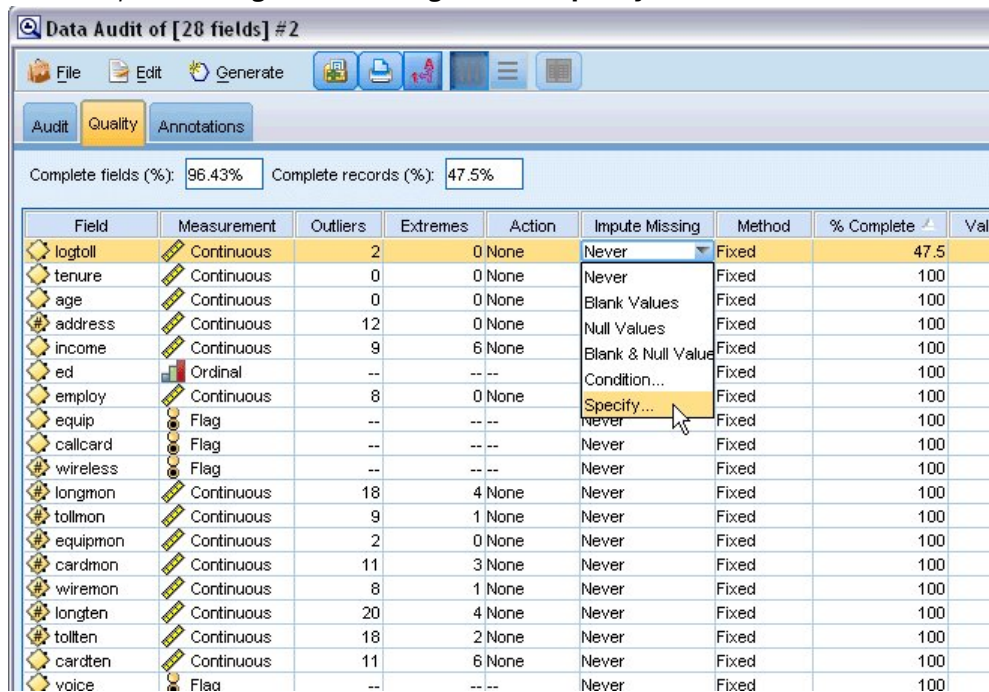 Data Audit of [28 fields] #2
File Edit Generate
Audit Quality Annotations
Complete fields (%): 96.43% Complete records (%): 47.5%
Field Measurement Outliers Extremes Action Impute Missing Method % Complete Val
logtoll Continuous 2 0 None Never Fixed 47.5
tenure Continuous 0 0 None Never Fixed 100
age Continuous 0 0 None Blank Values Fixed 100
address Continuous 12 0 None Null Values Fixed 100
income Continuous 9 6 None Blank & Null Value Fixed 100
ed Ordinal -- -- -- Condition... Fixed 100
employ Continuous 8 0 None Specify... Fixed 100
equip Flag -- -- -- Never Fixed 100
callcard Flag -- -- -- Never Fixed 100
wireless Flag -- -- -- Never Fixed 100
longmon Continuous 18 4 None Never Fixed 100
tollmon Continuous 9 1 None Never Fixed 100
equipmon Continuous 2 0 None Never Fixed 100
cardmon Continuous 11 3 None Never Fixed 100
wiremon Continuous 8 1 None Never Fixed 100
longten Continuous 20 4 None Never Fixed 100
tollten Continuous 18 2 None Never Fixed 100
cardten Continuous 11 6 None Never Fixed 100
voice Flag -- -- -- Never Fixed 100